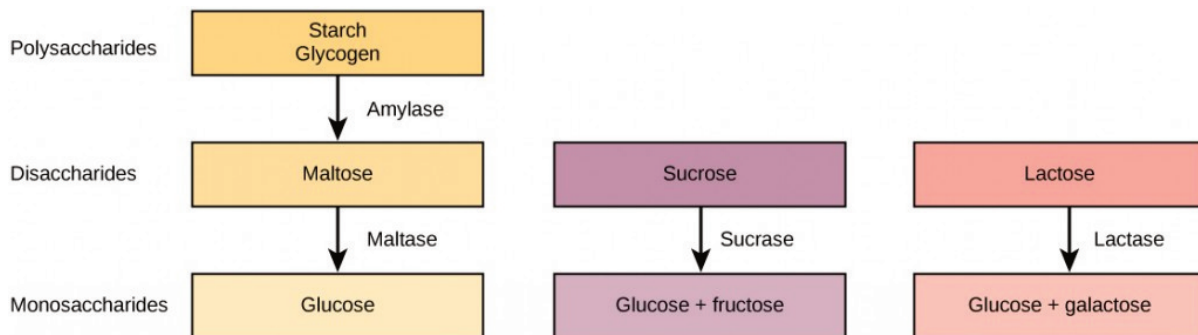 Polysaccharides
Starch
Glycogen
Amylase
Disaccharides
Maltose
Sucrose
Lactose
Maltase
Sucrase
Lactase
Monosaccharides
Glucose
Glucose + fructose
Glucose + galactose